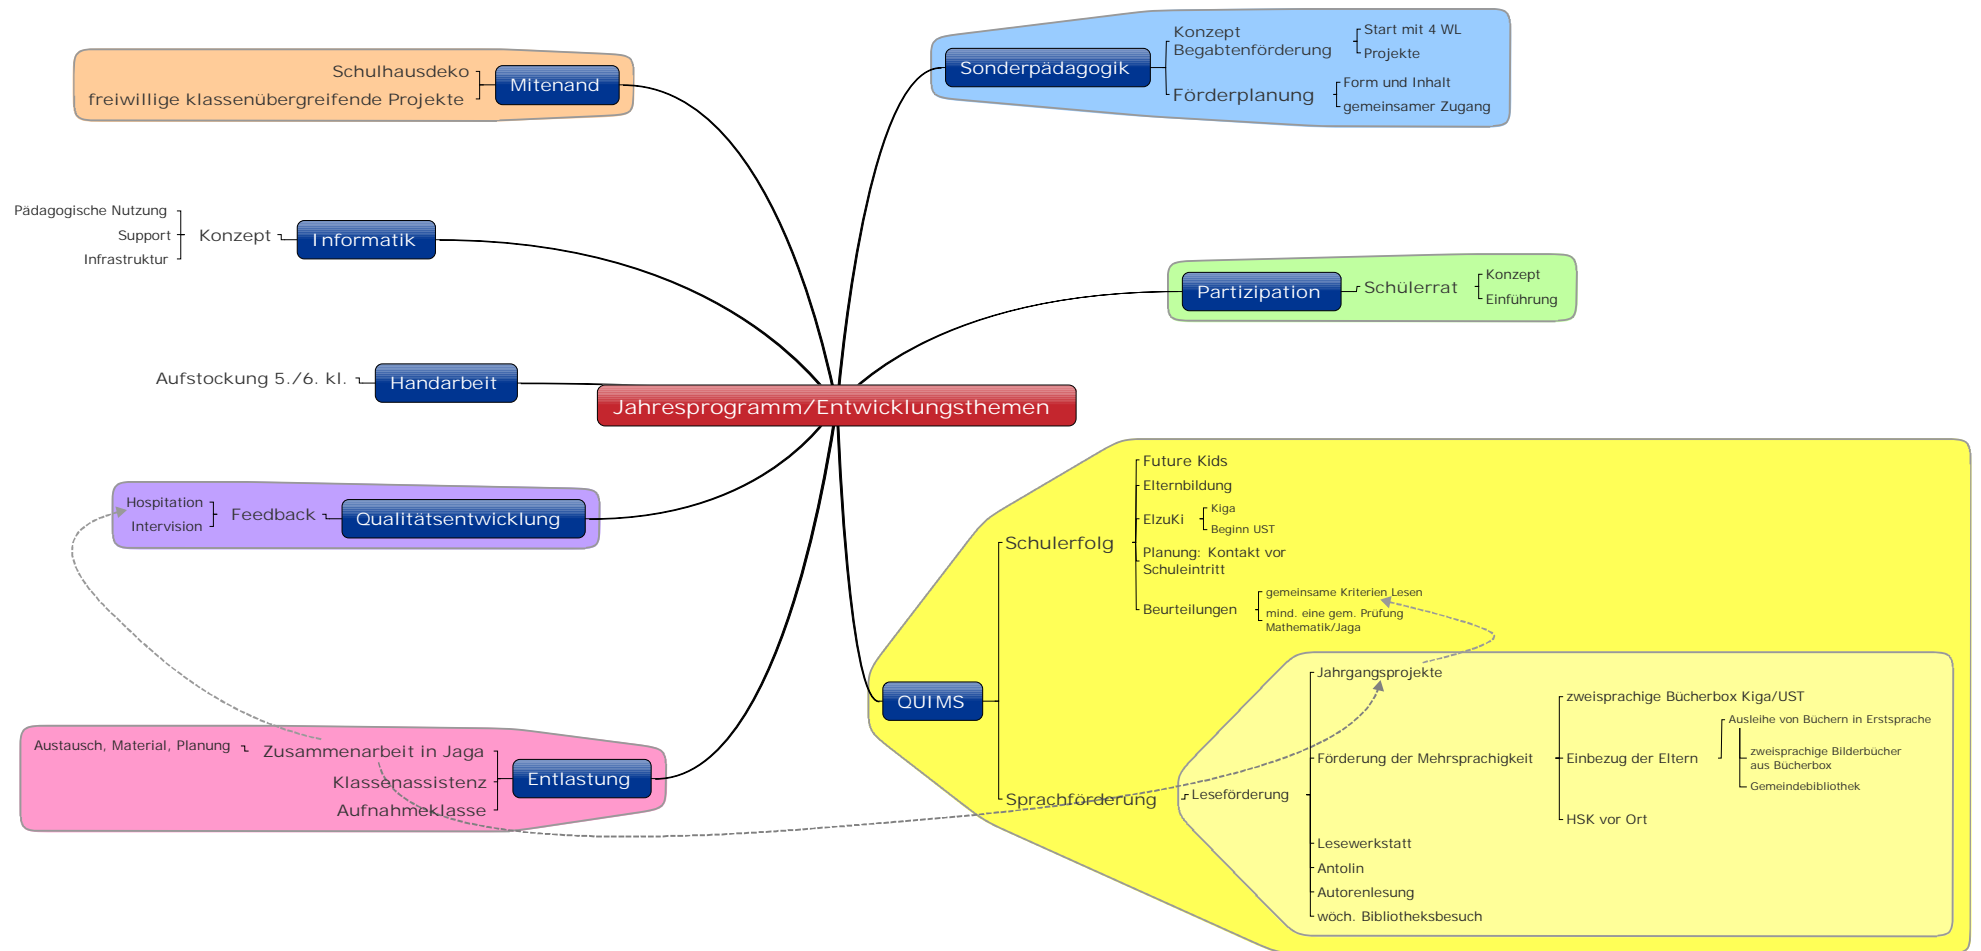 Jahresprogramm/Entwicklungsthemen
Mitenand
Schulhausdeko
freiwillige klassenübergreifende Projekte
Informatik
Konzept
Pädagogische Nutzung
Support
Infrastruktur
Handarbeit
Aufstockung 5./6. kl.
Qualitätsentwicklung
Feedback
Hospitation
Intervision
Entlastung
Zusammenarbeit in Jaga
Austausch, Material, Planung
Klassenassistenz
Aufnahmeklasse
Sonderpädagogik
Konzept
Begabtenförderung
Start mit 4 WL
Projekte
Förderplanung
Form und Inhalt
gemeinsamer Zugang
Partizipation
Schülerrat
Konzept
Einführung
QUIMS
Schulerfolg
Future Kids
Elternbildung
ElzuKi
Kiga
Beginn UST
Planung: Kontakt vor
Schuleintritt
Beurteilungen
gemeinsame Kriterien Lesen
mind. eine gem. Prüfung
Mathematik/Jaga
Sprachförderung
Leseförderung
Jahrgangsprojekte
Förderung der Mehrsprachigkeit
zweisprachige Bücherbox Kiga/UST
Einbezug der Eltern
Ausleihe von Büchern in Erstsprache
zweisprachige Bilderbücher
aus Bücherbox
Gemeindebibliothek
HSK vor Ort
Lesewerkstatt
Antolin
Autorenlesung
wöch. Bibliotheksbesuch